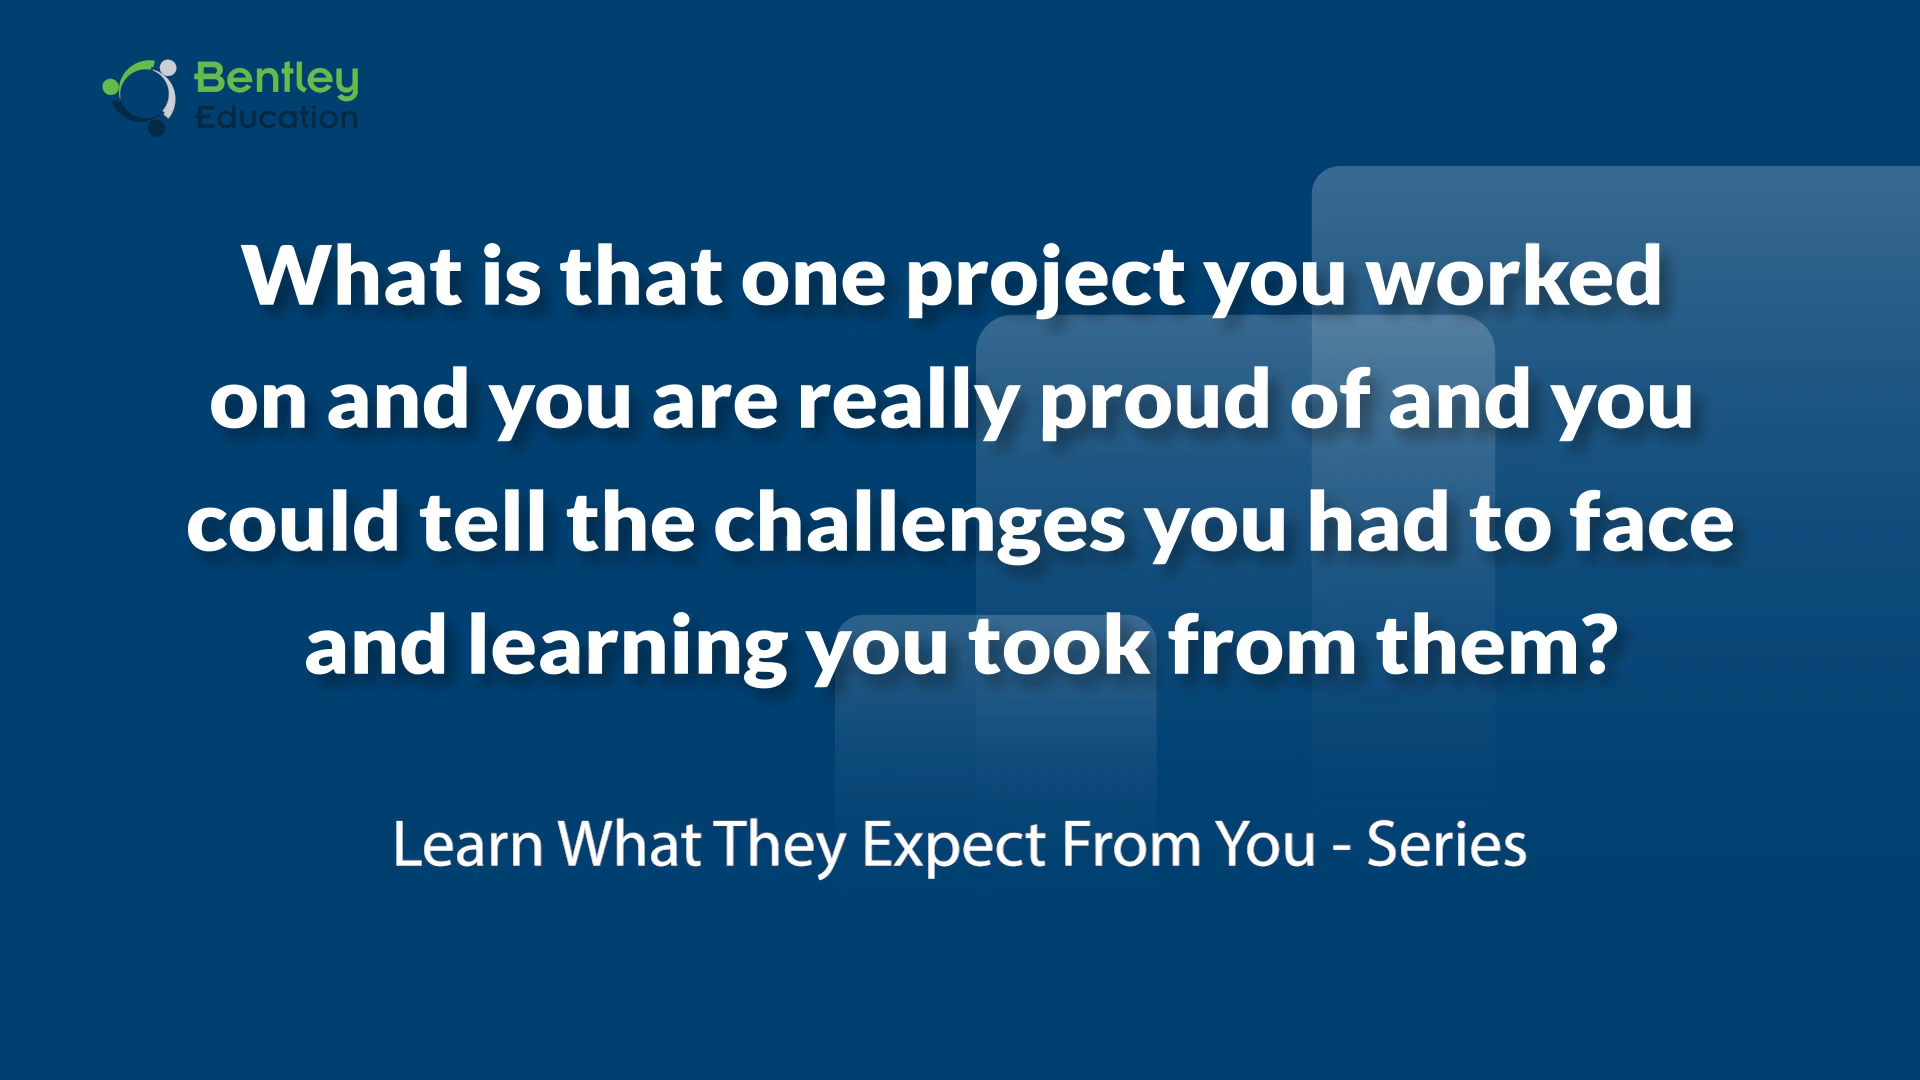 Bentley
Education
What is that one project you worked
on and you are really proud of and you
could tell the challenges you had to face
and learning you took from them?
Learn What They Expect From You - Series